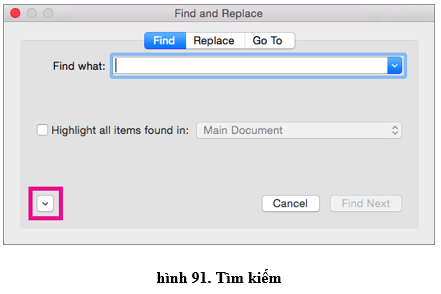 Find and Replace
Find Replace Go To
Find what:
Highlight all items found in: Main Document
Cancel Find Next
hình 91. Tìm kiếm